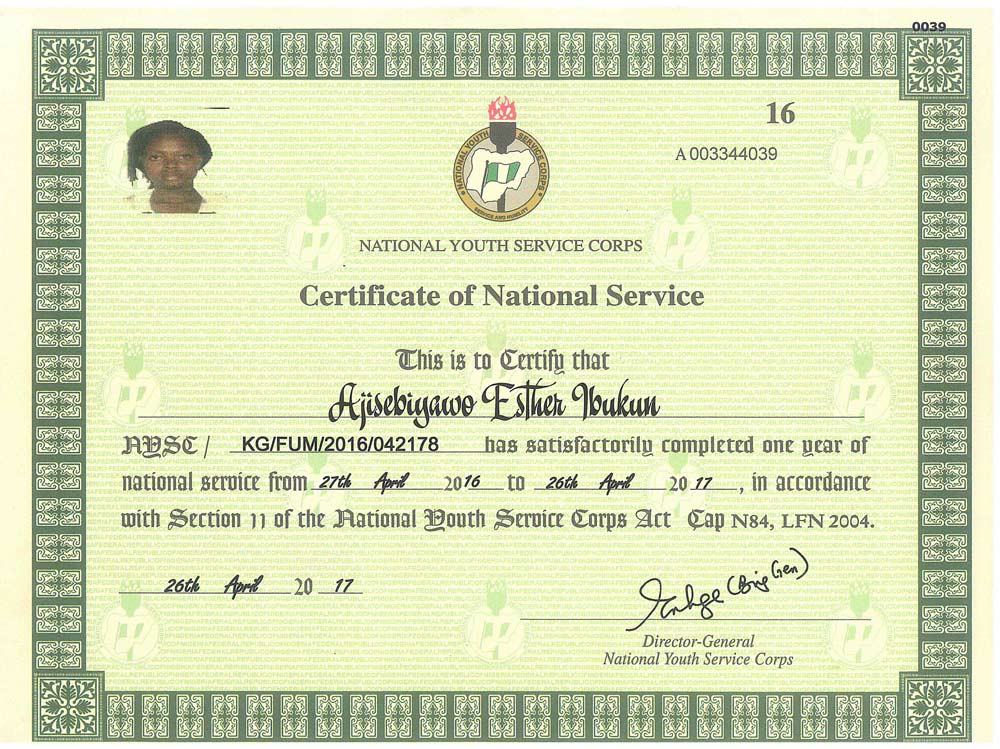 0039
16
A 003344039
NATIONAL YOUTH SERVICE CORPS
SERVICE AND HUMILITY
NATIONAL YOUTH SERVICE CORPS
Certificate of National Service
This is to Certify that
Ajisebiyawo Esther Ibukun
NYSC / KG/FUM/2016/042178 has satisfactorily completed one year of
national service from 27th April 2016 to 26th April 2017, in accordance
with Section 11 of the National Youth Service Corps Act Cap N84, LFN 2004.
26th April 20 17
(Brig Gen)
Director-General
National Youth Service Corps